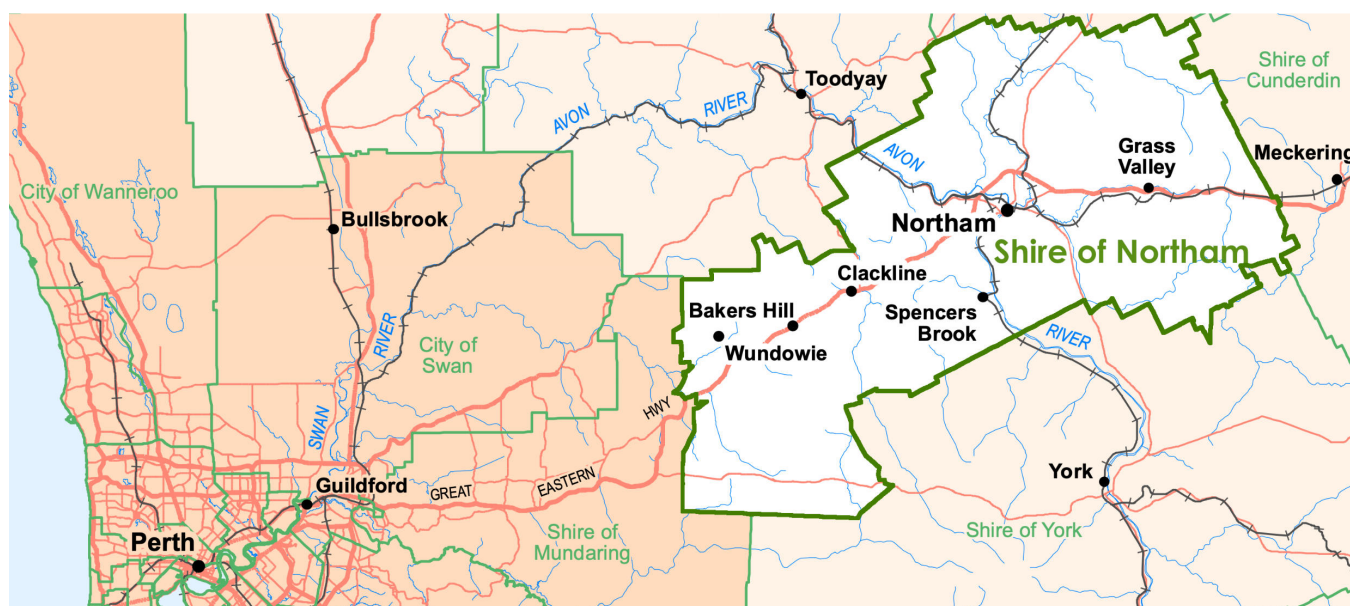 Toodyay
Shire of
Cunderdin
AVON
RIVER
AVON
Grass
Valley
Meckering
City of Wanneroo
Bullsbrook
Northam
Shire of Northam
Clackline
Bakers Hill
Spencers
Brook
Wundowie
RIVER
City of
Swan
RIVER
HWY
SWAN
EASTERN
GREAT
Guildford
York
Shire of
Mundaring
Shire of York
Perth